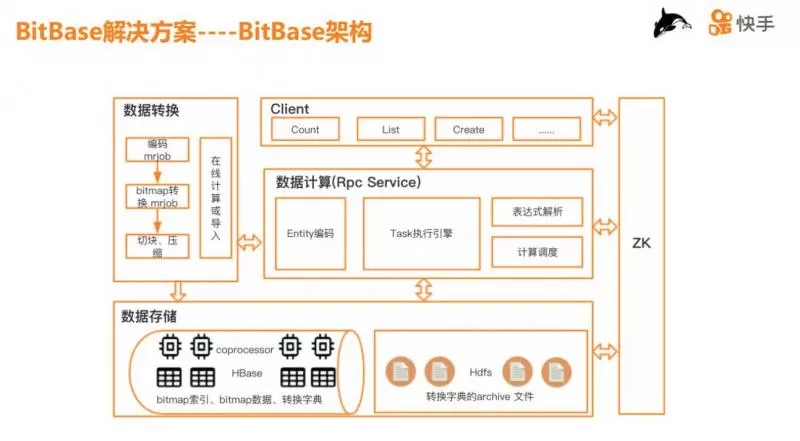 BitBase解决方案----BitBase架构
快手
数据转换
编码
mrjob
bitmap转
换 mrjob
切块、压
缩
在线计算或导入
Client
Count
List
Create
......
数据计算(Rpc Service)
Entity编码
Task执行引擎
表达式解析
计算调度
ZK
数据存储
coprocessor
HBase
bitmap索引、bitmap数据、转换字典
Hdfs
转换字典的archive 文件